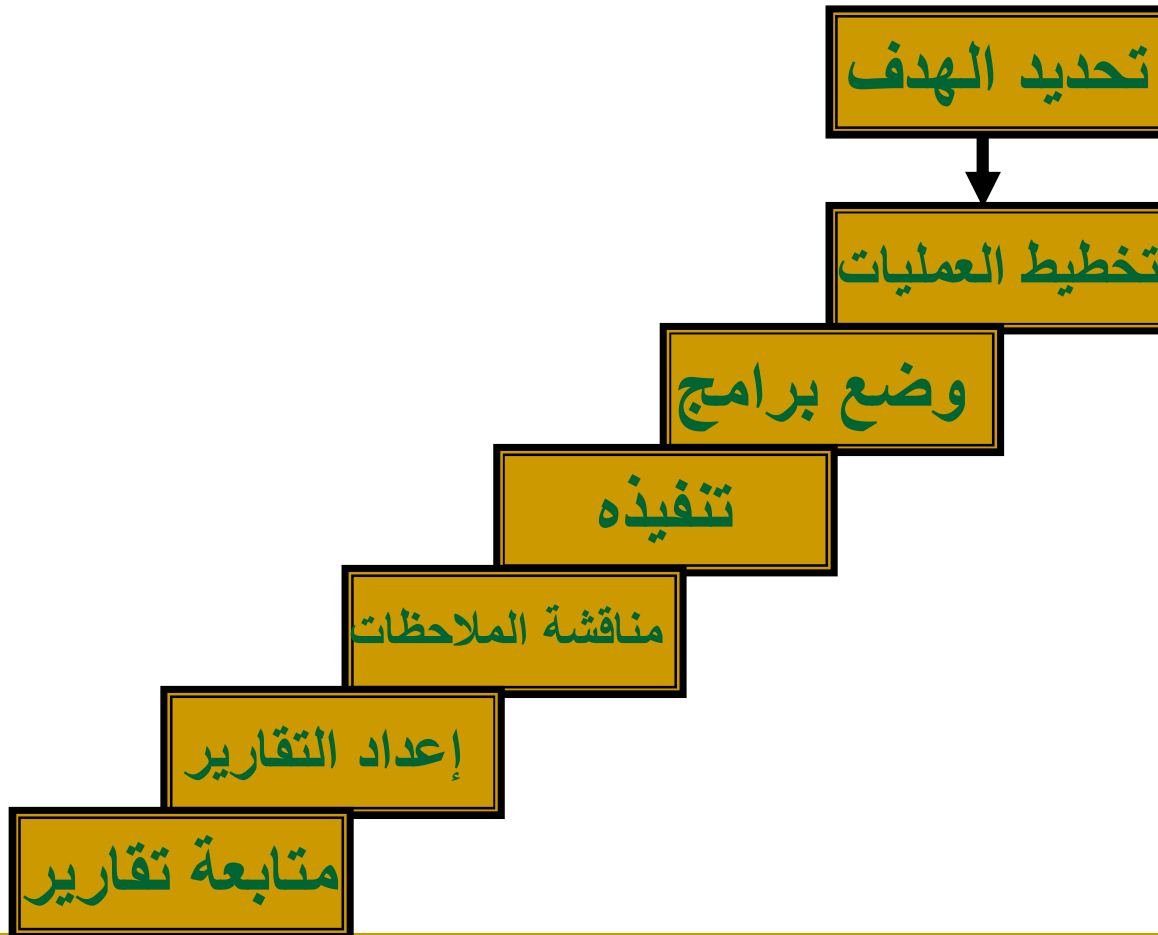 تحديد الهدف
تخطيط العمليات
وضع برامج
تنفيذه
مناقشة الملاحظات
إعداد التقارير
متابعة تقارير